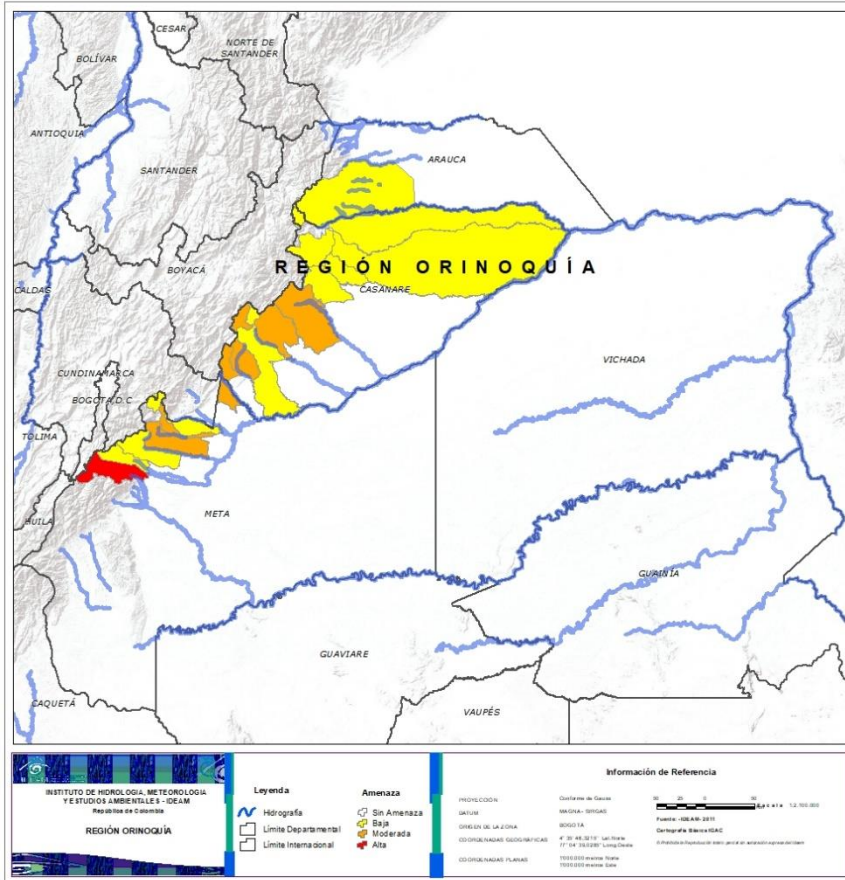 CESAR
NORTE DE
SANTANDER
BOLÍVAR
ANTIOQUIA
SANTANDER
ARAUCA
BOYACÁ
REGIÓN ORINOQUÍA
CALDAS
CASANARE
VICHADA
CUNDINAMARCA
BOGOTÁ, D.C
TOLIMA
META
HUILA
GUAINÍA
GUAVIARE
CAQUETÁ
VAUPÉS
INSTITUTO DE HIDROLOGIA, METEOROLOGIA
Y ESTUDIOS AMBIENTALES - IDEAM
República de Colombia
REGIÓN ORINOQUÍA
Leyenda
Hidrografía
Límite Departamental
Límite Internacional
Amenaza
Sin Amenaza
Baja
Moderada
Alta
Información de Referencia
PROYECCION Conforme de Gauss
DATUM MAGNA-SIRGAS
ORIGEN DE LA ZONA BOGOTÁ
COORDENADAS GEOGRAFICAS
COORDENADAS PLANAS
Escala
Fuente: -IDEAM- 2011
Cartografía Básica IGAC